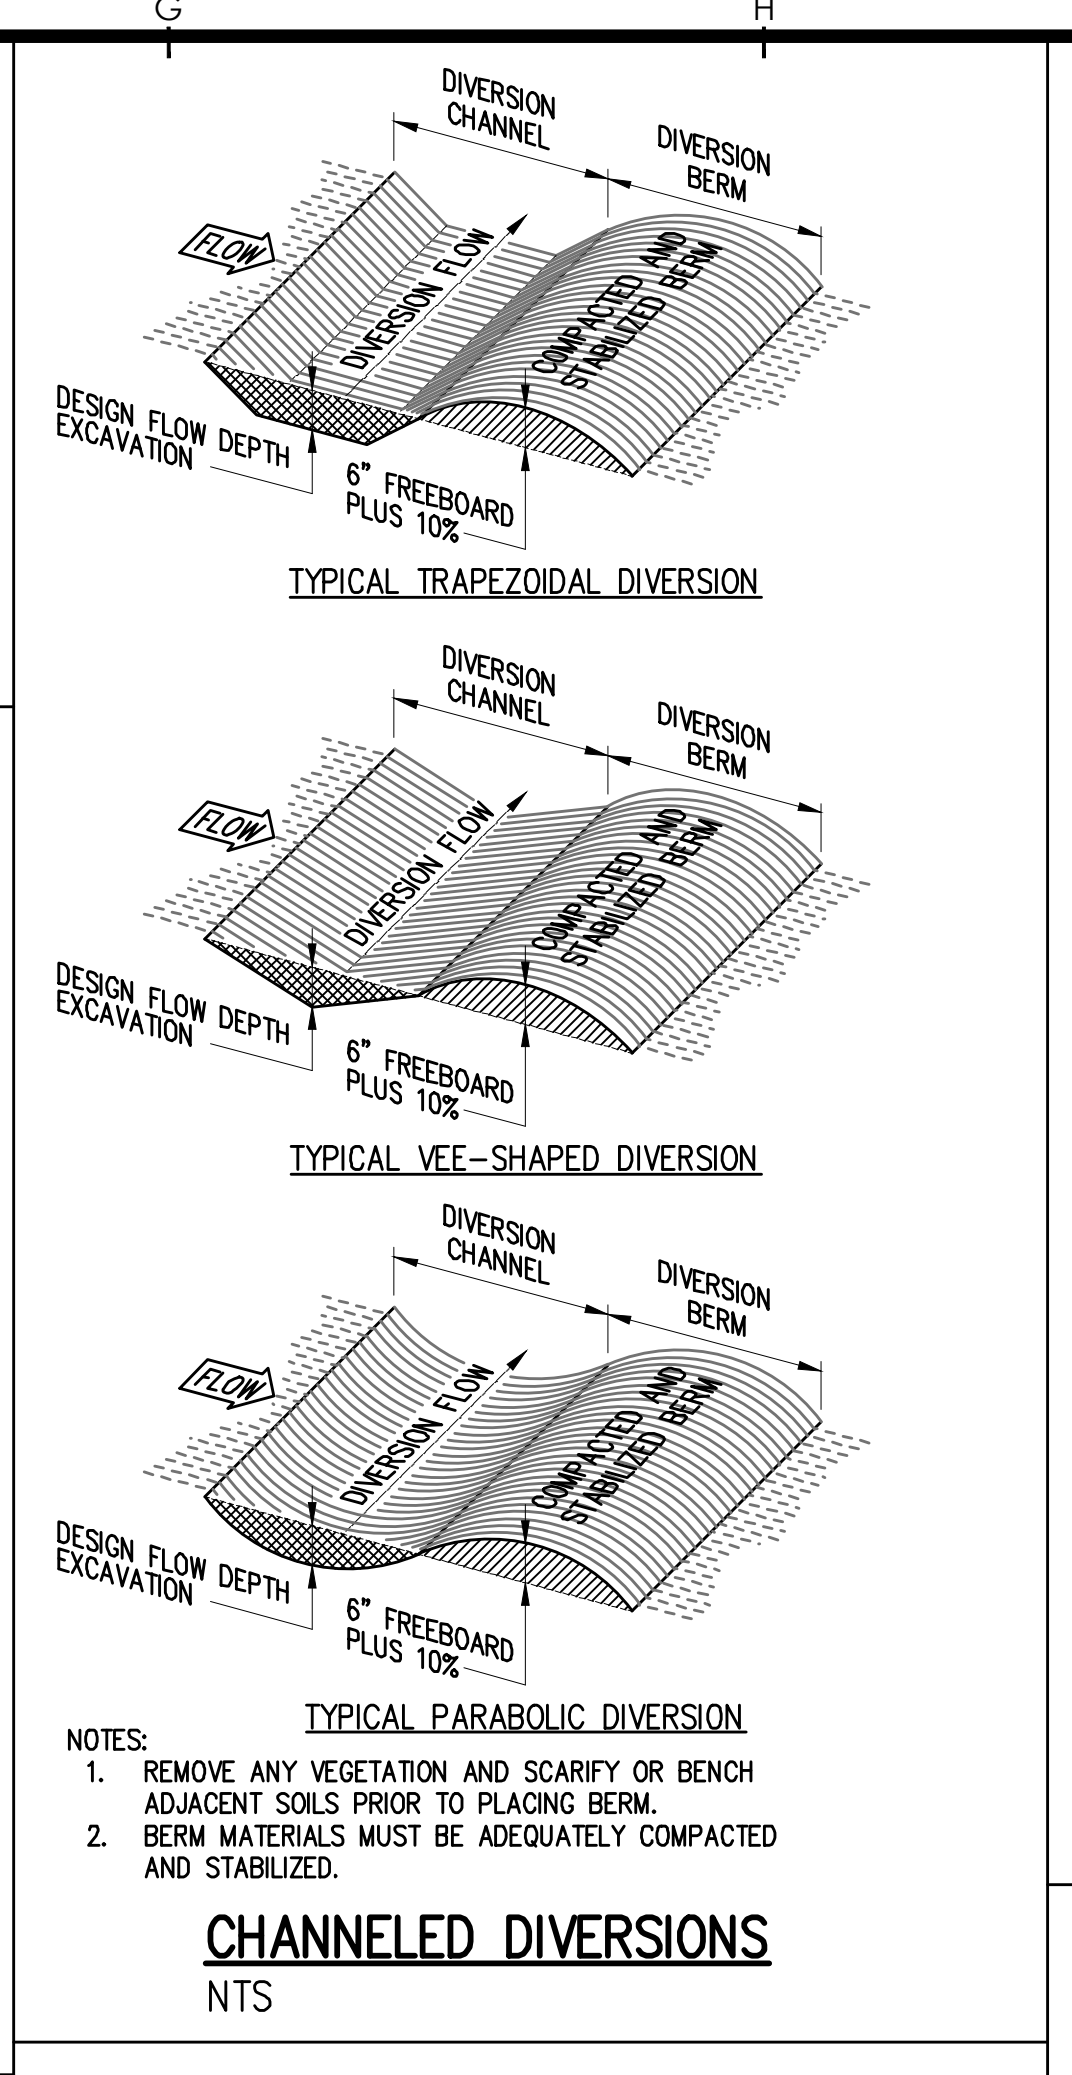 G
H
DIVERSION
CHANNEL
DIVERSION
BERM
FLOW
DIVERSION FLOW
COMPACTED AND
STABILIZED BERM
DESIGN FLOW DEPTH
EXCAVATION
6" FREEBOARD
PLUS 10%
TYPICAL TRAPEZOIDAL DIVERSION
DIVERSION
CHANNEL
DIVERSION
BERM
FLOW
DIVERSION FLOW
COMPACTED AND
STABILIZED BERM
DESIGN FLOW DEPTH
EXCAVATION
6" FREEBOARD
PLUS 10%
TYPICAL VEE-SHAPED DIVERSION
DIVERSION
CHANNEL
DIVERSION
BERM
FLOW
DIVERSION FLOW
COMPACTED AND
STABILIZED BERM
DESIGN FLOW DEPTH
EXCAVATION
6" FREEBOARD
PLUS 10%
TYPICAL PARABOLIC DIVERSION
NOTES:
1. REMOVE ANY VEGETATION AND SCARIFY OR BENCH
ADJACENT SOILS PRIOR TO PLACING BERM.
2. BERM MATERIALS MUST BE ADEQUATELY COMPACTED
AND STABILIZED.
CHANNELED DIVERSIONS
NTS